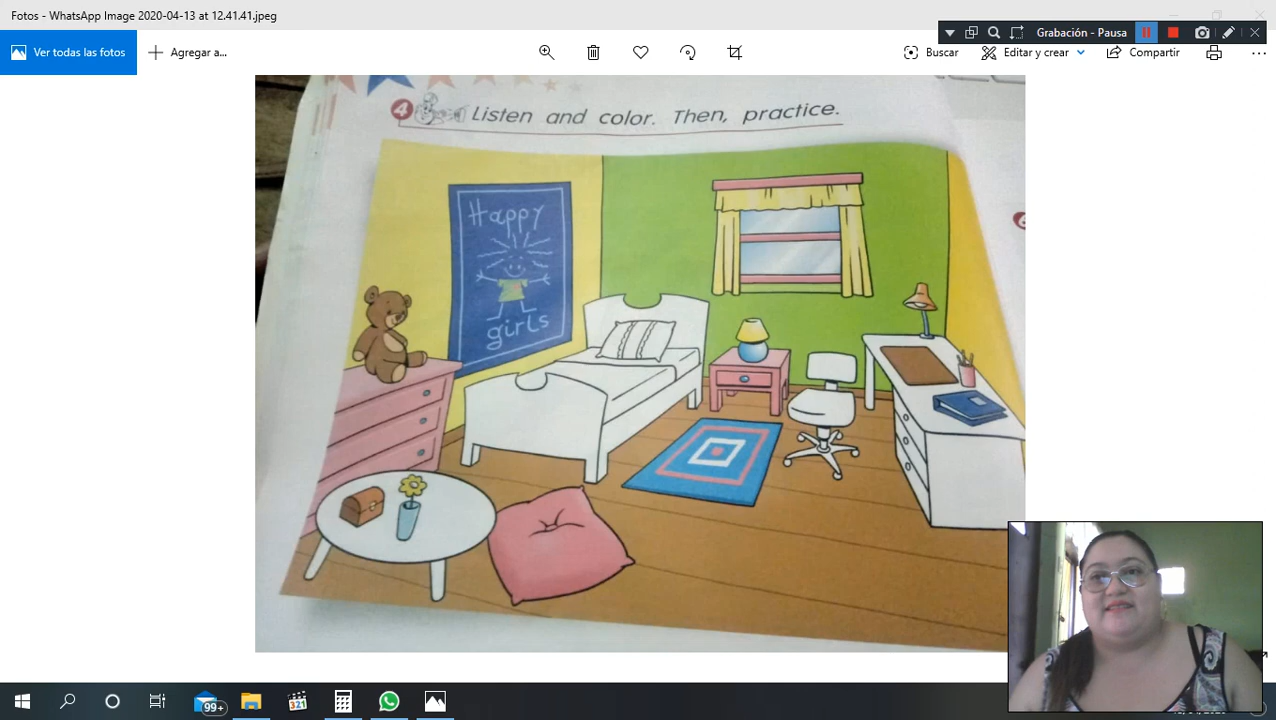 Fotos - WhatsApp Image 2020-04-13 at 12.41.41.jpeg
Grabación - Pausa
Ver todas las fotos
Agregar a...
Buscar
Editar y crear
Compartir
4 Listen and color. Then, practice.
Happy
girls
321
99+